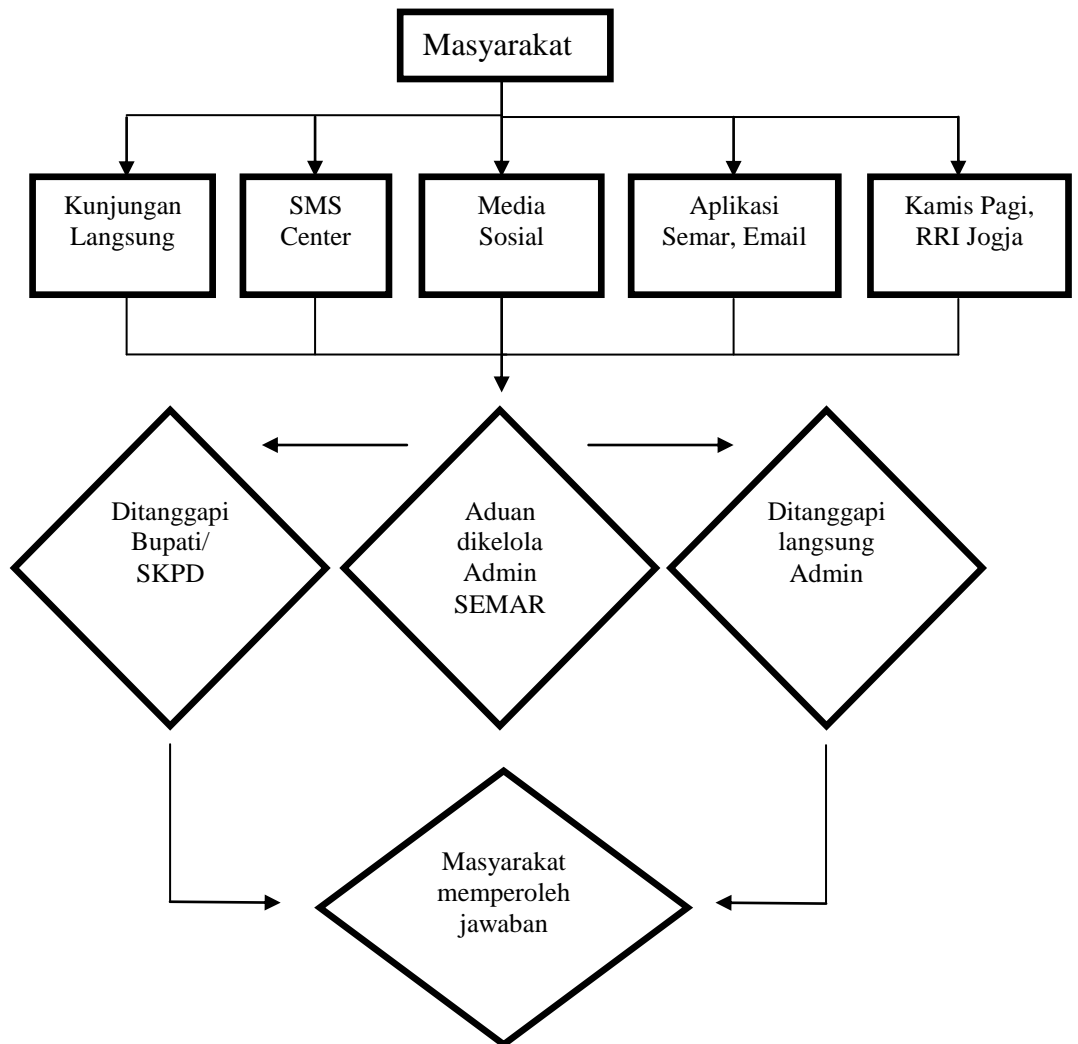 Masyarakat
Kunjungan
Langsung
SMS
Center
Media
Sosial
Aplikasi
Semar, Email
Kamis Pagi,
RRI Jogja
Ditanggapi
Bupati/
SKPD
Aduan
dikelola
Admin
SEMAR
Ditanggapi
langsung
Admin
Masyarakat
memperoleh
jawaban